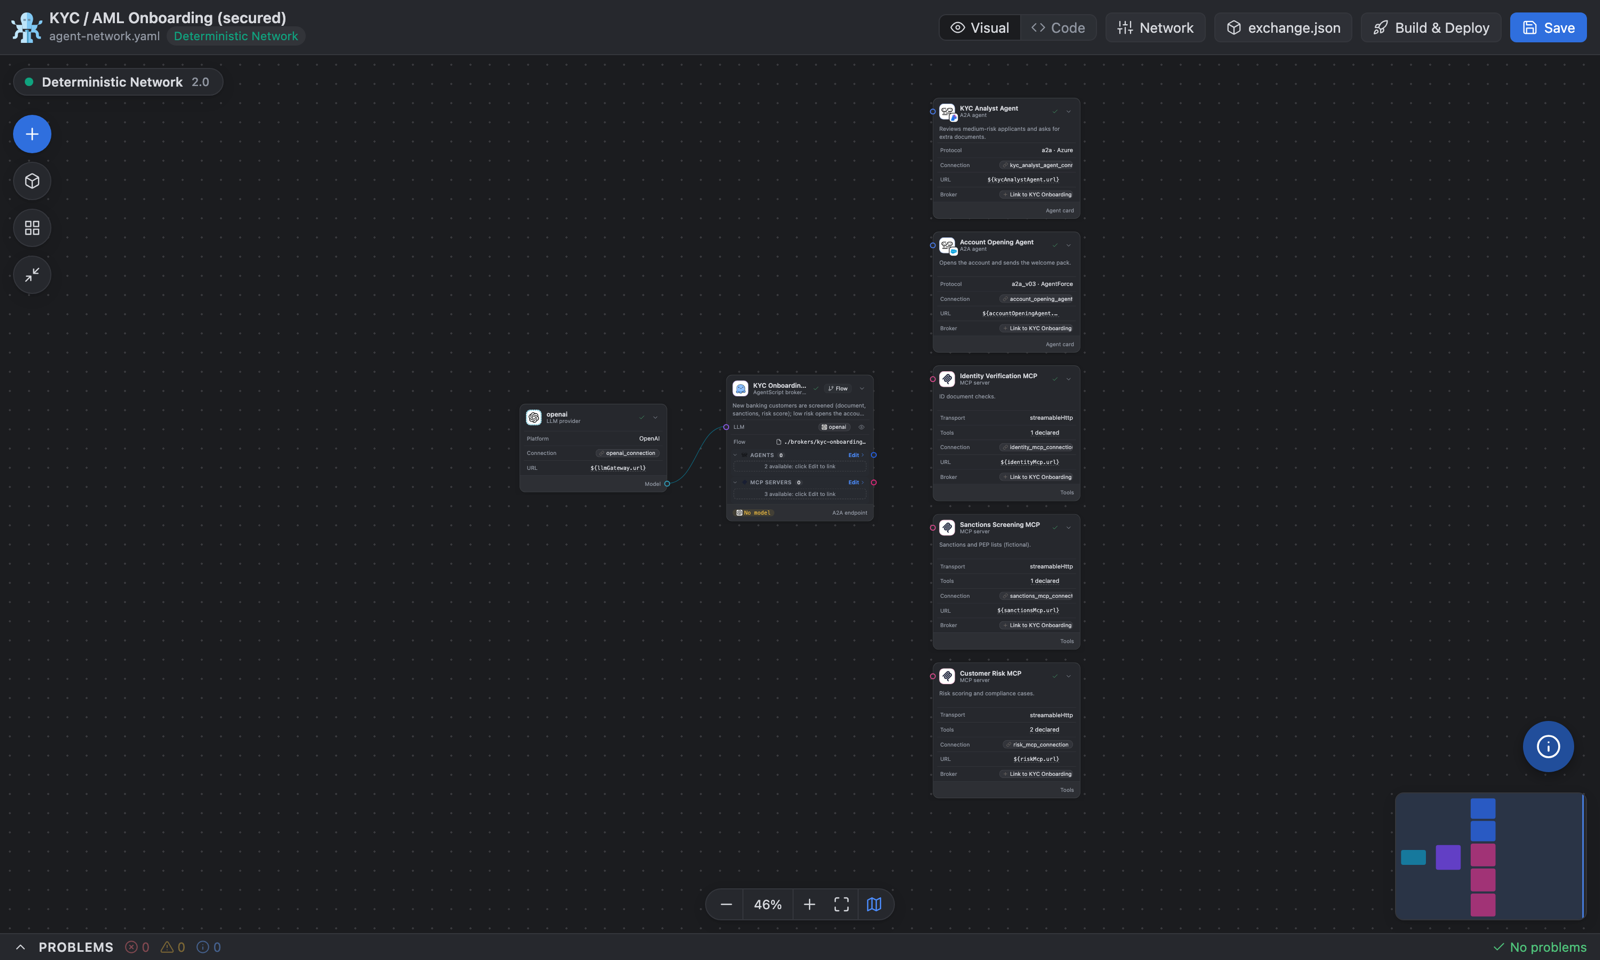 KYC / AML Onboarding (secured)
agent-network.yaml Deterministic Network
Visual Code Network exchange.json Build & Deploy Save
Deterministic Network 2.0
KYC Analyst Agent
A2A agent
Reviews medium-risk applicants and asks for
extra documents.
Protocol a2a · Azure
Connection kyc_analyst_agent_conr
URL ${kycAnalystAgent.url}
Broker Link to KYC Onboarding
Agent card
Account Opening Agent
A2A agent
Opens the account and sends the welcome pack.
Protocol a2a_v03 · AgentForce
Connection account_opening_agent
URL ${accountOpeningAgent.…
Broker Link to KYC Onboarding
Agent card
Identity Verification MCP
MCP server
ID document checks.
Transport streamableHttp
Tools 1 declared
Connection identity_mcp_connectio
URL ${identityMcp.url}
Broker Link to KYC Onboarding
Tools
openai
LLM provider
Platform OpenAI
Connection openai_connection
URL ${llmGateway.url}
Model
KYC Onboardin... Flow
AgentScript broker...
New banking customers are screened (document,
sanctions, risk score); low risk opens the accou...
LLM openai
Flow ./brokers/kyc-onboarding…
AGENTS 0 Edit
2 available: click Edit to link
MCP SERVERS 0 Edit
3 available: click Edit to link
No model A2A endpoint
Sanctions Screening MCP
MCP server
Sanctions and PEP lists (fictional).
Transport streamableHttp
Tools 1 declared
Connection sanctions_mcp_connect
URL ${sanctionsMcp.url}
Broker Link to KYC Onboarding
Tools
Customer Risk MCP
MCP server
Risk scoring and compliance cases.
Transport streamableHttp
Tools 2 declared
Connection risk_mcp_connection
URL ${riskMcp.url}
Broker Link to KYC Onboarding
Tools
46%
PROBLEMS 0 0 0
No problems